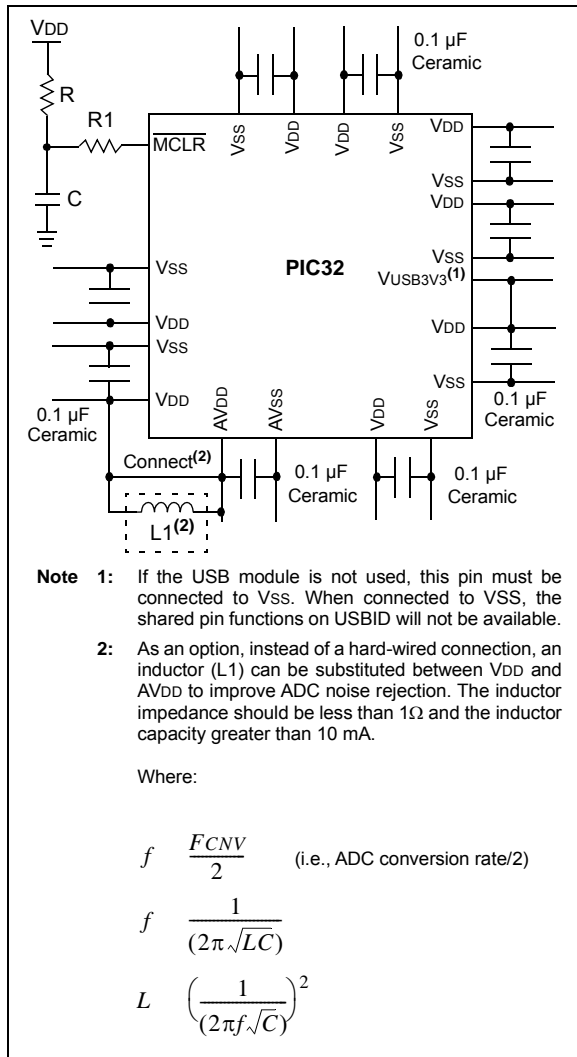 VDD
R
R1
C
0.1 µF
Ceramic
MCLR
VSS
VDD
VDD
VSS
VDD
VSS
VDD
VSS
VUSB3V3(1)
VDD
VSS
PIC32
VSS
VDD
VSS
VDD
0.1 µF
Ceramic
AVDD
AVSS
VDD
VSS
0.1 µF
Ceramic
Connect(2)
L1(2)
0.1 µF
Ceramic
0.1 µF
Ceramic
Note 1: If the USB module is not used, this pin must be
connected to VSS. When connected to VSS, the
shared pin functions on USBID will not be available.
2: As an option, instead of a hard-wired connection, an
inductor (L1) can be substituted between VDD and
AVDD to improve ADC noise rejection. The inductor
impedance should be less than 1Ω and the inductor
capacity greater than 10 mA.
Where:
f FCNV/2 (i.e., ADC conversion rate/2)
f 1/(2π√LC)
L (1/(2πf√C))²